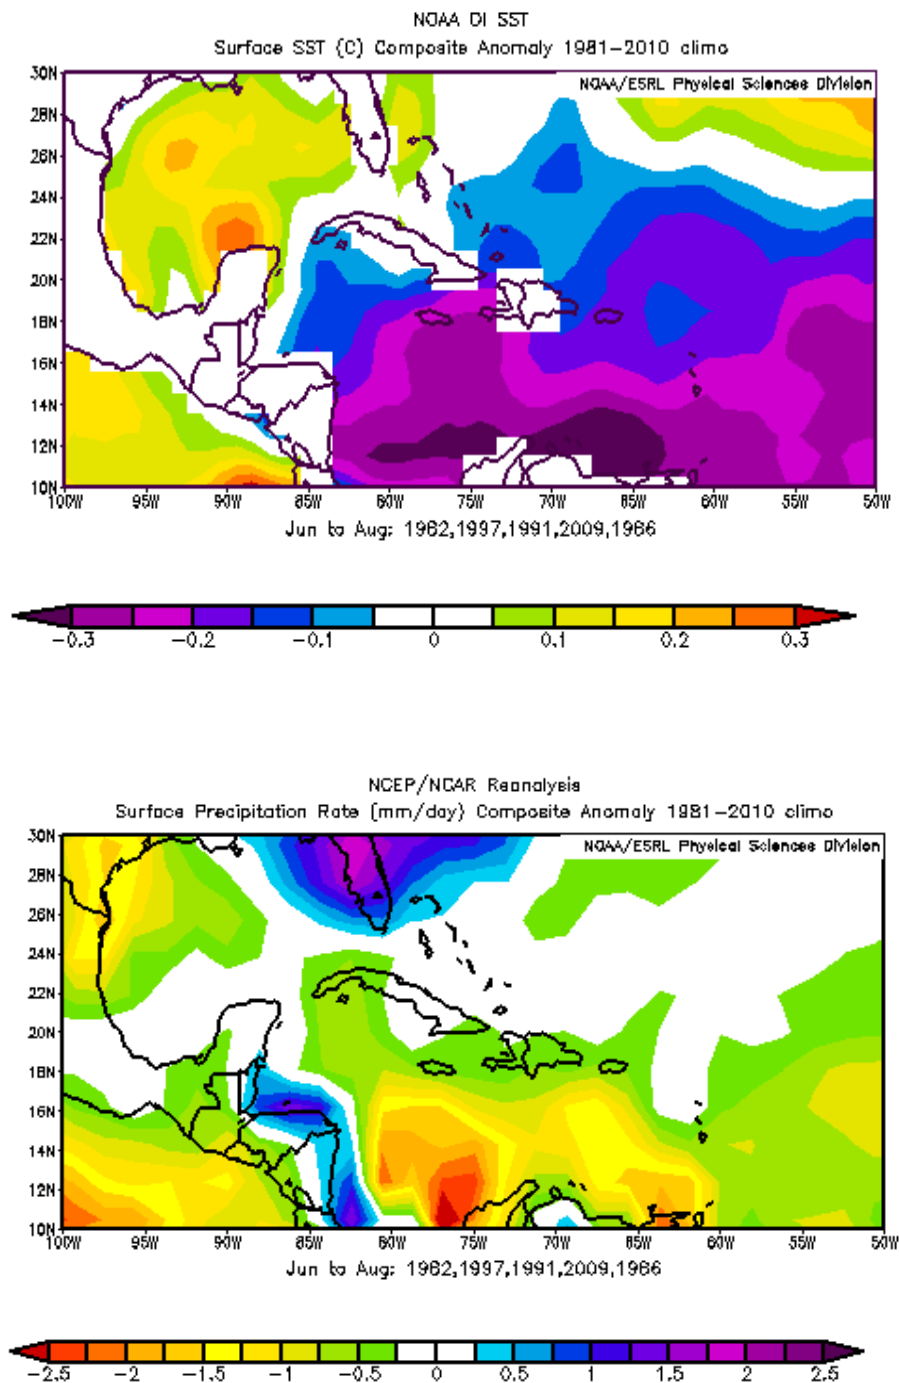 NOAA OI SST
Surface SST (C) Composite Anomaly 1981-2010 climo
NOAA/ESRL Physical Sciences Division
30N
28N
26N
24N
22N
20N
18N
16N
14N
12N
10N
100W 95W 90W 85W 80W 75W 70W 65W 60W 55W 50W
Jun to Aug: 1982,1997,1991,2009,1986
-0.3 -0.2 -0.1 0 0.1 0.2 0.3
NCEP/NCAR Reanalysis
Surface Precipitation Rate (mm/day) Composite Anomaly 1981-2010 climo
NOAA/ESRL Physical Sciences Division
30N
28N
26N
24N
22N
20N
18N
16N
14N
12N
10N
100W 95W 90W 85W 80W 75W 70W 65W 60W 55W 50W
Jun to Aug: 1982,1997,1991,2009,1986
-2.5 -2 -1.5 -1 -0.5 0 0.5 1 1.5 2 2.5